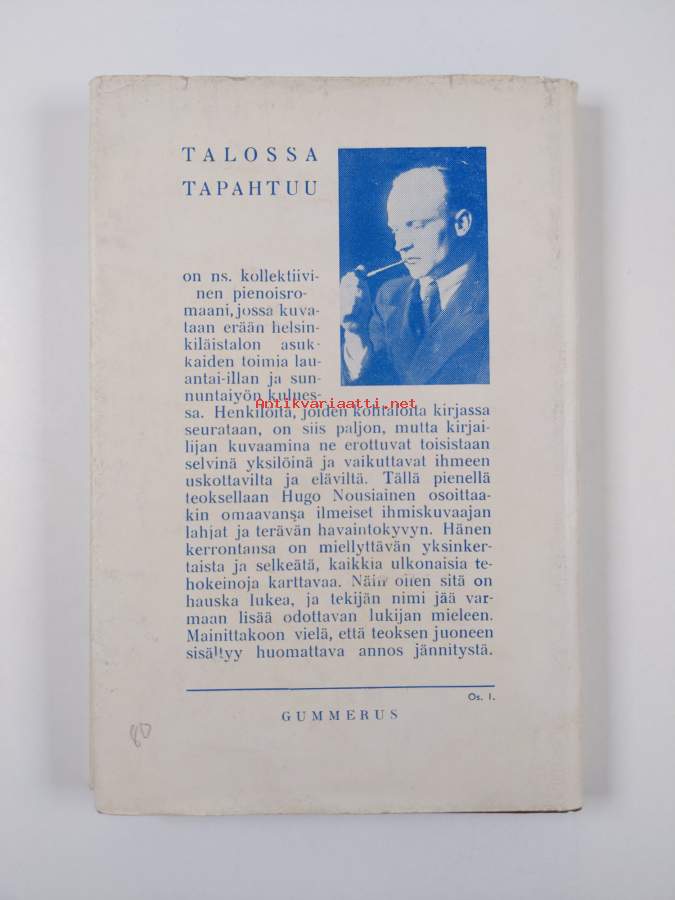 TALOSSA
TAPAHTUU
on ns. kollektiivi-
nen pienoisro-
maani, jossa kuva-
taan erään helsin-
kiläistalon asuk-
kaiden toimia lau-
antai-illan ja sun-
nuntaiyön kulues-
Antikvariaatti.net
sa. Henkilöitä, joiden kohtaloita kirjassa
seurataan, on siis paljon, mutta kirjai-
lijan kuvaamina ne erottuvat toisistaan
selvinä yksilöinä ja vaikuttavat ihmeen
uskottavilta ja eläviltä. Tällä pienellä
teoksellaan Hugo Nousiainen osoittaa-
kin omaavansa ilmeiset ihmiskuvaajan
lahjat ja terävän havaintokyvyn. Hänen
kerrontansa on miellyttävän yksinker-
taista ja selkeätä, kaikkia ulkonaisia te-
hokeinoja karttavaa. Näin ollen sitä on
hauska lukea, ja tekijän nimi jää var-
maan lisää odottavan lukijan mieleen.
Mainittakoon vielä, että teoksen juoneen
sisältyy huomattava annos jännitystä.
Os. 1.
GUMMERUS
80